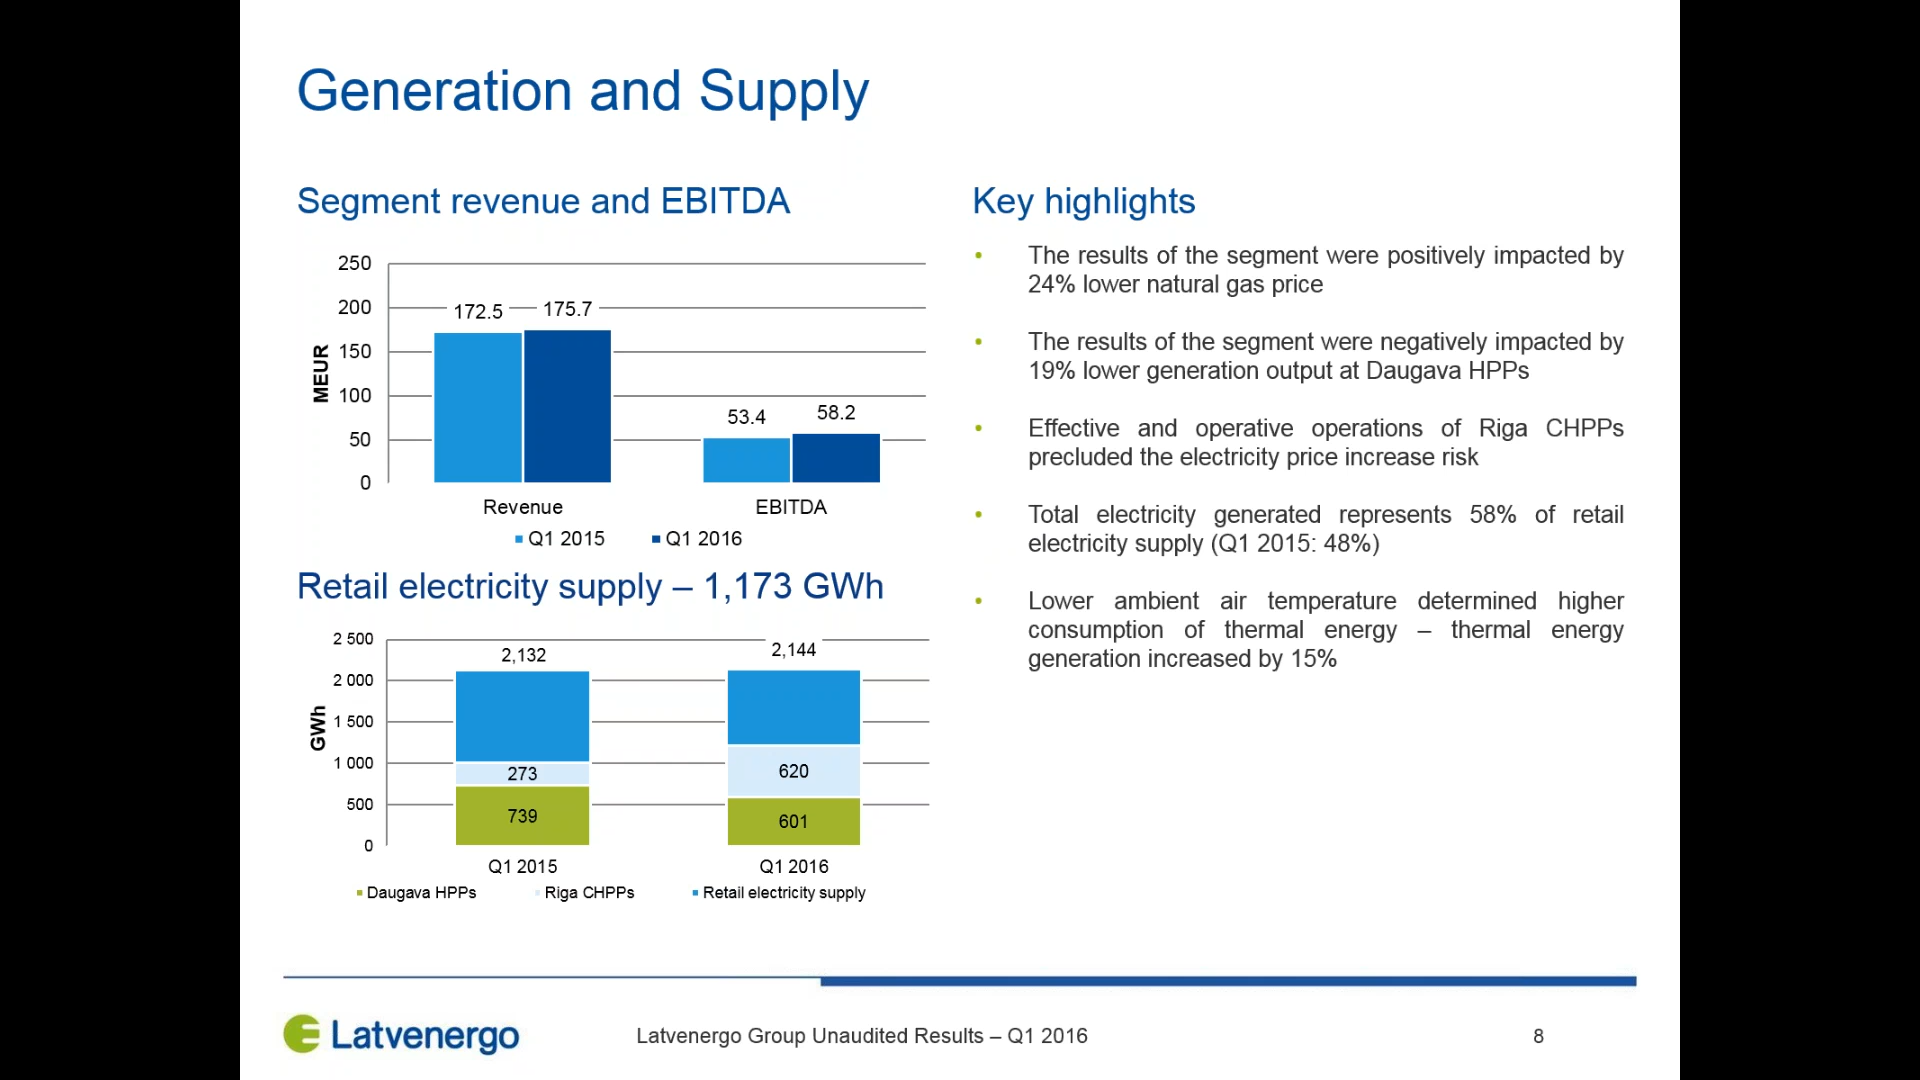 Generation and Supply
Segment revenue and EBITDA
250
200
150
100
50
0
MEUR
172.5
175.7
53.4
58.2
Revenue
EBITDA
Q1 2015
Q1 2016
Retail electricity supply – 1,173 GWh
2 500
2 000
1 500
1 000
500
0
GWh
2,132
273
739
2,144
620
601
Q1 2015
Q1 2016
Daugava HPPs
Riga CHPPs
Retail electricity supply
Key highlights
• The results of the segment were positively impacted by
24% lower natural gas price
• The results of the segment were negatively impacted by
19% lower generation output at Daugava HPPs
• Effective and operative operations of Riga CHPPs
precluded the electricity price increase risk
• Total electricity generated represents 58% of retail
electricity supply (Q1 2015: 48%)
• Lower ambient air temperature determined higher
consumption of thermal energy – thermal energy
generation increased by 15%
Latvenergo
Latvenergo Group Unaudited Results – Q1 2016
8